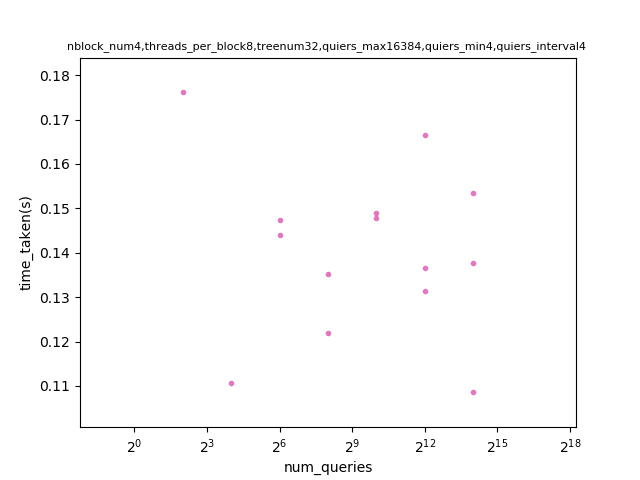 nblock_num4,threads_per_block8,treenum32,quiers_max16384,quiers_min4,quiers_interval4
0.18
0.17
0.16
0.15
0.14
0.13
0.12
0.11
time_taken(s)
2^0 2^3 2^6 2^9 2^12 2^15 2^18
num_queries